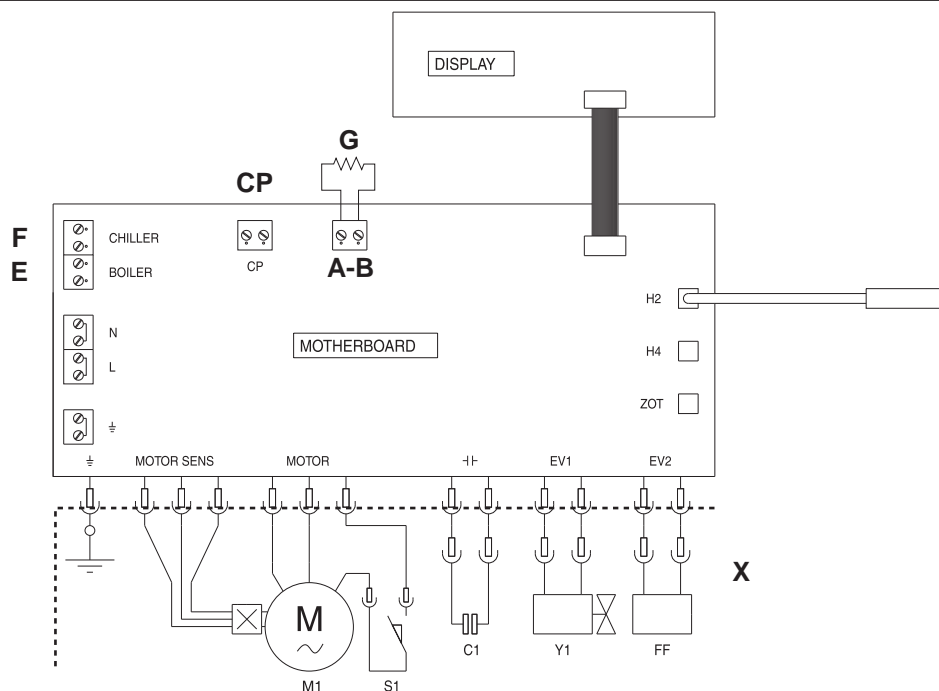 DISPLAY
G
CP
F
CHILLER
CP
A-B
E
BOILER
H2
N
MOTHERBOARD
H4
L
ZOT
MOTOR SENS
MOTOR
EV1
EV2
X
M
C1
Y1
FF
M1
S1